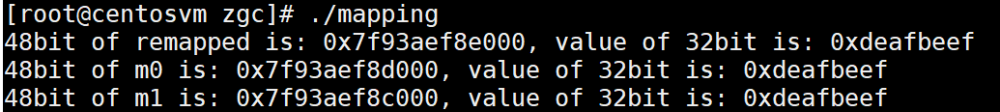 [root@centosvm zgc]# ./mapping
48bit of remapped is: 0x7f93aef8e000, value of 32bit is: 0xdeafbeef
48bit of m0 is: 0x7f93aef8d000, value of 32bit is: 0xdeafbeef
48bit of m1 is: 0x7f93aef8c000, value of 32bit is: 0xdeafbeef